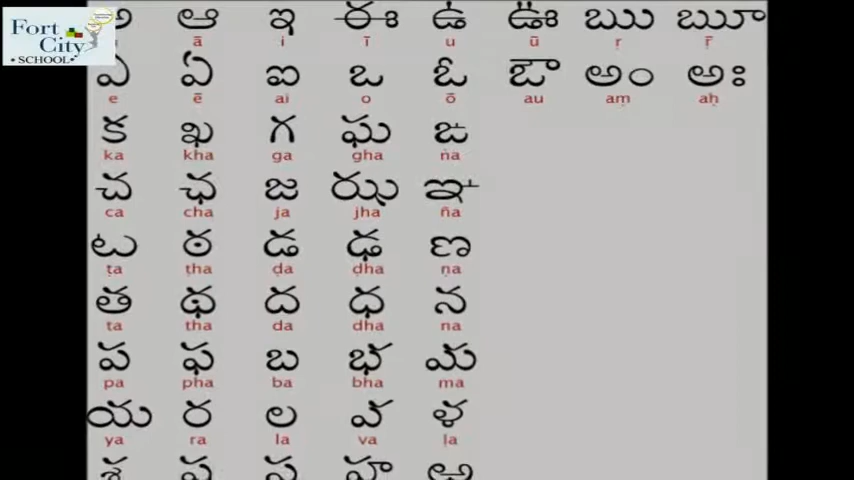 Fort
City
SCHOOL
అ ఆ ఇ ఈ ఉ ఊ ఋ ౠ
ā i ī u ū ṛ ṝ
ఎ ఏ ఐ ఒ ఓ ఔ అం అః
e ē ai o ō au aṃ aḥ
క ఖ గ ఘ ఙ
ka kha ga gha ṅa
చ ఛ జ ఝ ఞ
ca cha ja jha ña
ట ఠ డ ఢ ణ
ṭa ṭha ḍa ḍha ṇa
త థ ద ధ న
ta tha da dha na
ప ఫ బ భ మ
pa pha ba bha ma
య ర ల వ ళ
ya ra la va ḷa
శ ష స హ ఱ